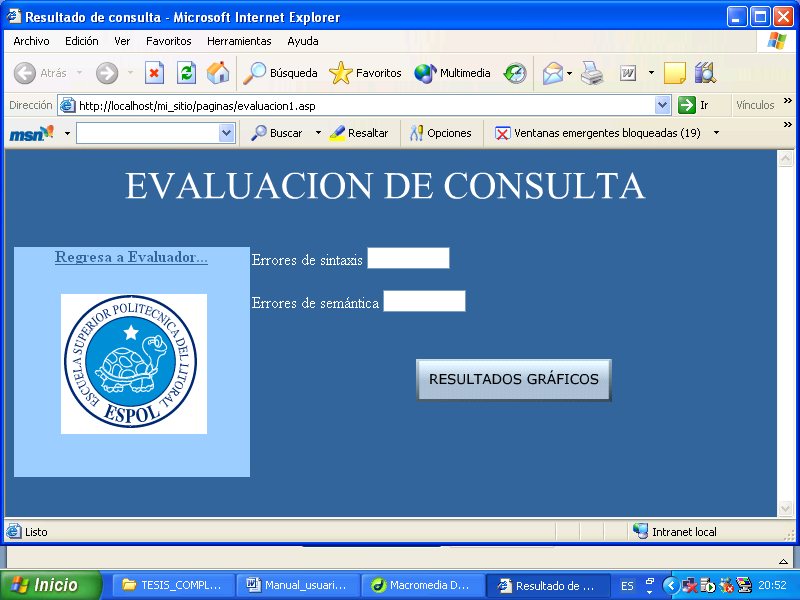 Resultado de consulta - Microsoft Internet Explorer
Archivo Edición Ver Favoritos Herramientas Ayuda
Atrás Búsqueda Favoritos Multimedia W
Dirección http://localhost/mi_sitio/paginas/evaluacion1.asp Ir Vínculos »
msn Buscar Resaltar Opciones Ventanas emergentes bloqueadas (19) »
EVALUACION DE CONSULTA
Regresa a Evaluador...
Errores de sintaxis
Errores de semántica
ESCUELA SUPERIOR POLITECNICA DEL LITORAL
ESPOL
RESULTADOS GRÁFICOS
Listo Intranet local
Inicio TESIS_COMPL... Manual_usuari... Macromedia D... Resultado de ... ES 20:52